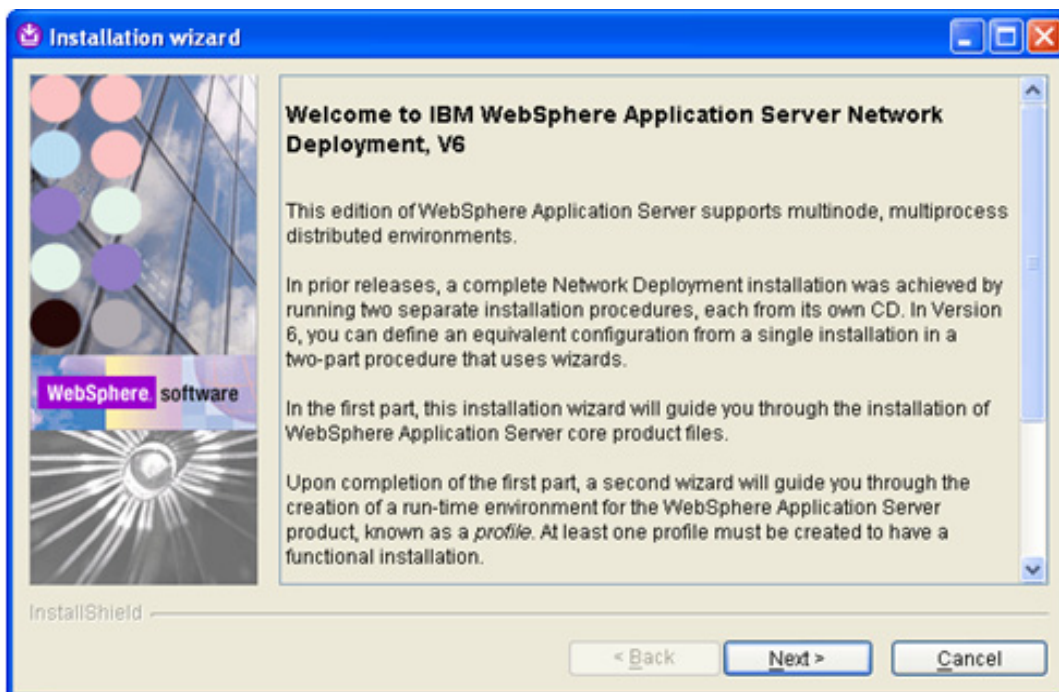 Installation wizard
Welcome to IBM WebSphere Application Server Network
Deployment, V6
This edition of WebSphere Application Server supports multinode, multiprocess
distributed environments.
In prior releases, a complete Network Deployment installation was achieved by
running two separate installation procedures, each from its own CD. In Version
6, you can define an equivalent configuration from a single installation in a
two-part procedure that uses wizards.
In the first part, this installation wizard will guide you through the installation of
WebSphere Application Server core product files.
Upon completion of the first part, a second wizard will guide you through the
creation of a run-time environment for the WebSphere Application Server
product, known as a profile. At least one profile must be created to have a
functional installation.
WebSphere. software
InstallShield
< Back
Next >
Cancel